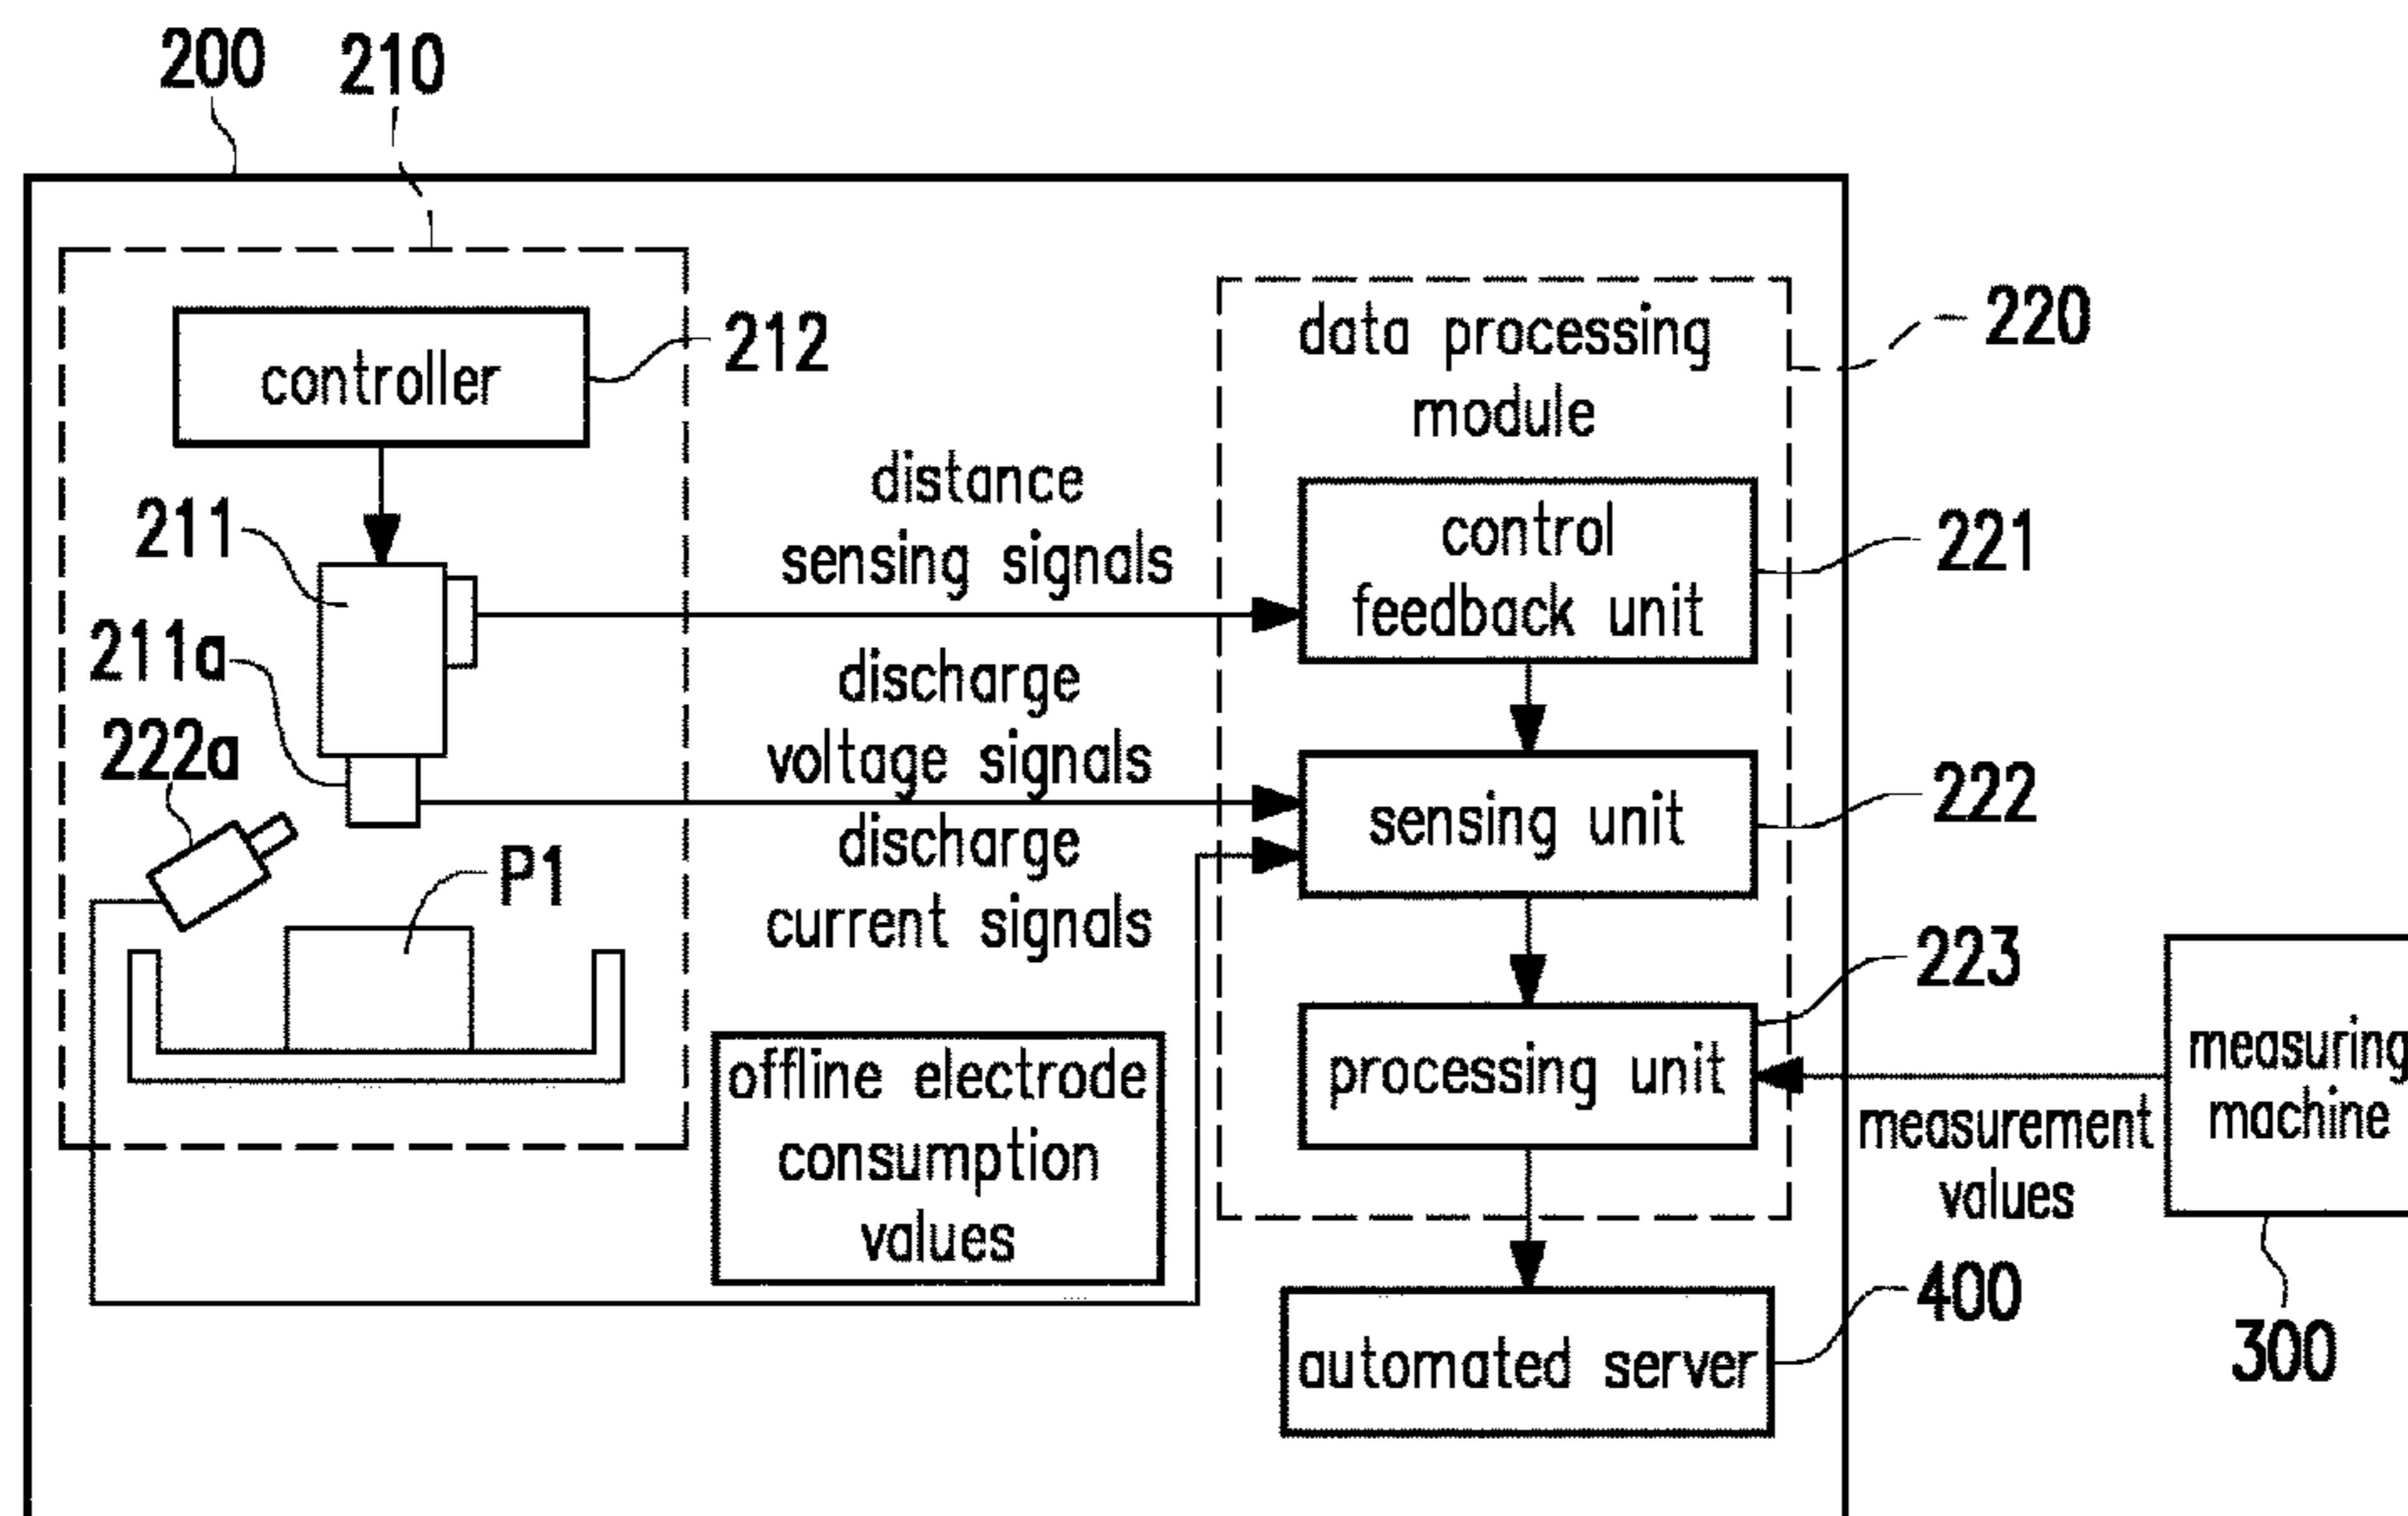 200
210
controller
212
211
211a
222a
P1
distance
sensing signals
discharge
voltage signals
discharge
current signals
offline electrode
consumption
values
data processing
module
220
control
feedback unit
221
sensing unit
222
processing unit
223
measurement
values
measuring
machine
300
automated server
400